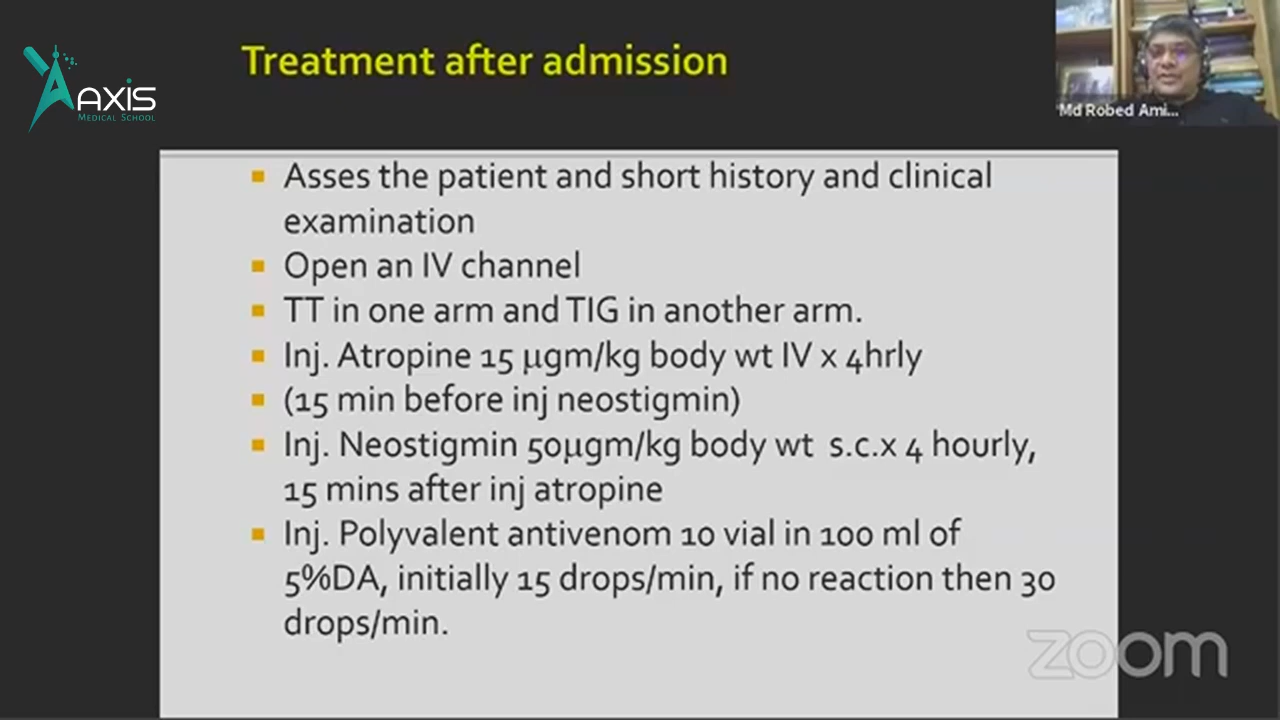 Treatment after admission
AXIS
MEDICAL SCHOOL
Md Robed Ami...
Asses the patient and short history and clinical
examination
Open an IV channel
TT in one arm and TIG in another arm.
Inj. Atropine 15 µgm/kg body wt IV x 4hrly
(15 min before inj neostigmin)
Inj. Neostigmin 50µgm/kg body wt s.c.x 4 hourly,
15 mins after inj atropine
Inj. Polyvalent antivenom 10 vial in 100 ml of
5%DA, initially 15 drops/min, if no reaction then 30
drops/min.
zoom